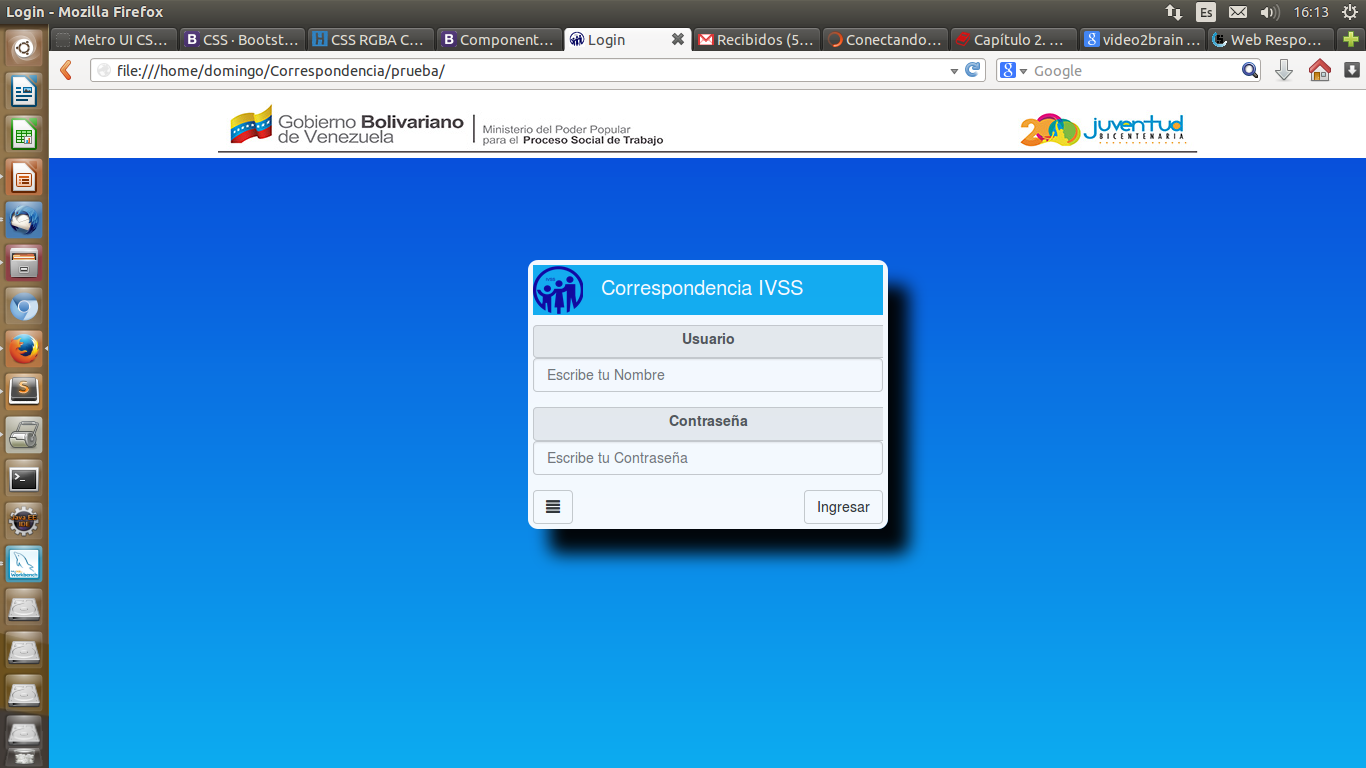 Login - Mozilla Firefox
Es
16:13
Metro UI CS...
CSS · Bootst...
CSS RGBA C...
Component...
Login
Recibidos (5...
Conectando...
Capítulo 2. ...
video2brain ...
Web Respo...
file:///home/domingo/Correspondencia/prueba/
Google
Gobierno Bolivariano
de Venezuela
Ministerio del Poder Popular
para el Proceso Social de Trabajo
200 juventud
BICENTENARIA
Correspondencia IVSS
Usuario
Escribe tu Nombre
Contraseña
Escribe tu Contraseña
Ingresar